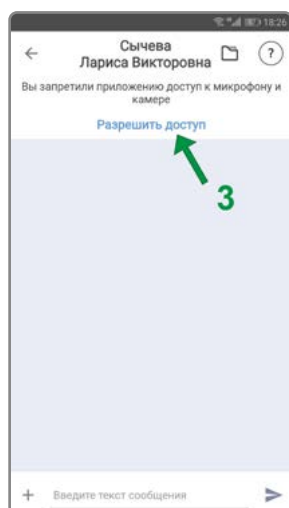 18:26
Сычева
Лариса Викторовна
?
Вы запретили приложению доступ к микрофону и
камере
Разрешить доступ
3
Введите текст сообщения